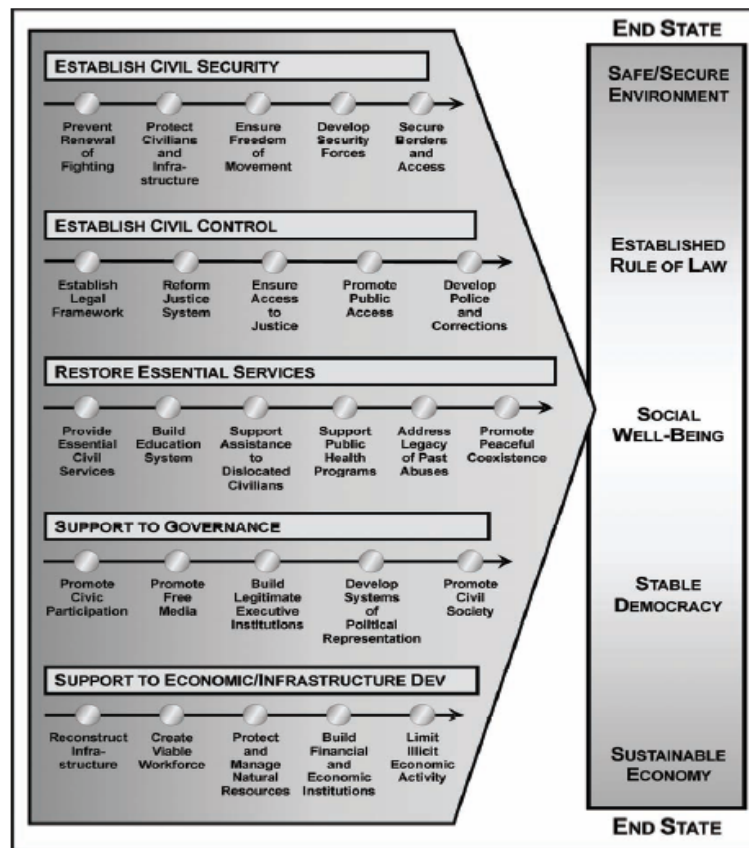 END STATE
ESTABLISH CIVIL SECURITY
Prevent
Renewal
of
Fighting
Protect
Civilians
and
Infra-
structure
Ensure
Freedom
of
Movement
Develop
Security
Forces
Secure
Borders
and
Access
SAFE/SECURE
ENVIRONMENT
ESTABLISH CIVIL CONTROL
Establish
Legal
Framework
Reform
Justice
System
Ensure
Access
to
Justice
Promote
Public
Access
Develop
Police
and
Corrections
ESTABLISHED
RULE OF LAW
RESTORE ESSENTIAL SERVICES
Provide
Essential
Civil
Services
Build
Education
System
Support
Assistance
to
Dislocated
Civilians
Support
Public
Health
Programs
Address
Legacy
of Past
Abuses
Promote
Peaceful
Coexistence
SOCIAL
WELL-BEING
SUPPORT TO GOVERNANCE
Promote
Civic
Participation
Promote
Free
Media
Build
Legitimate
Executive
Institutions
Develop
Systems
of
Political
Representation
Promote
Civil
Society
STABLE
DEMOCRACY
SUPPORT TO ECONOMIC/INFRASTRUCTURE DEV
Reconstruct
Infra-
structure
Create
Viable
Workforce
Protect
and
Manage
Natural
Resources
Build
Financial
and
Economic
Institutions
Limit
Illicit
Economic
Activity
SUSTAINABLE
ECONOMY
END STATE